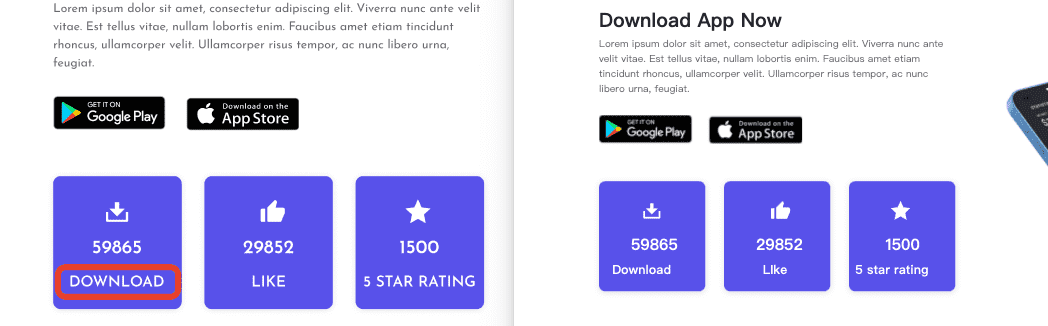 Lorem ipsum dolor sit amet, consectetur adipiscing elit. Viverra nunc ante velit
vitae. Est tellus vitae, nullam lobortis enim. Faucibus amet etiam tincidunt
rhoncus, ullamcorper velit. Ullamcorper risus tempor, ac nunc libero urna,
feugiat.
GET IT ON
Google Play
Download on the
App Store
59865
DOWNLOAD
29852
LIKE
1500
5 STAR RATING
Download App Now
Lorem ipsum dolor sit amet, consectetur adipiscing elit. Viverra nunc ante
velit vitae. Est tellus vitae, nullam lobortis enim. Faucibus amet etiam
tincidunt rhoncus, ullamcorper velit. Ullamcorper risus tempor, ac nunc
libero urna, feugiat.
GET IT ON
Google Play
Download on the
App Store
59865
Download
29852
LIke
1500
5 star rating